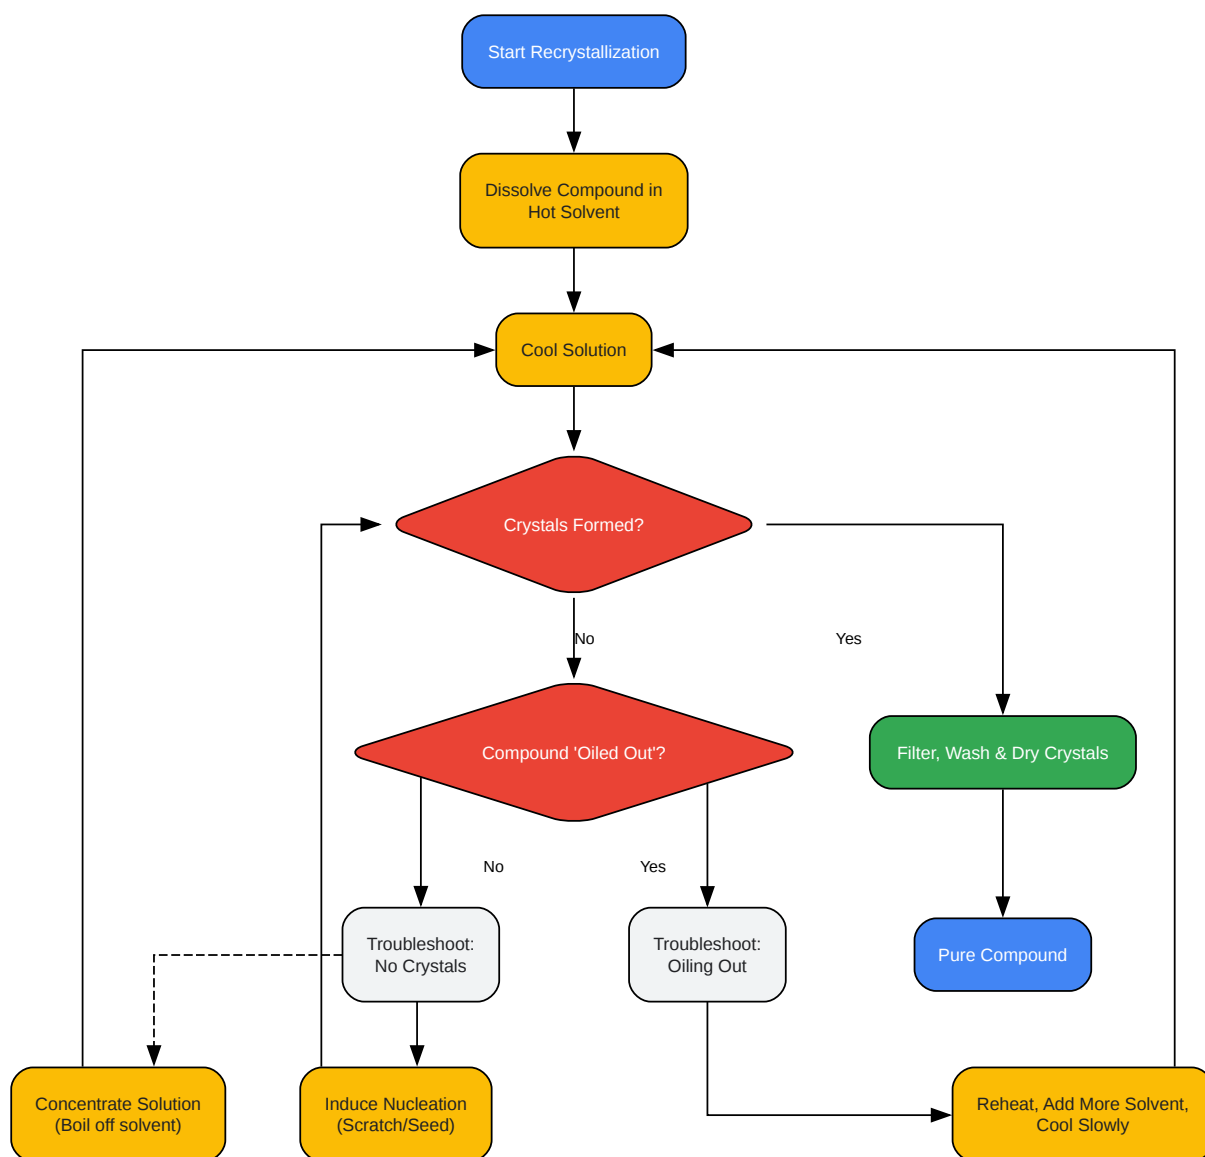 Start Recrystallization
Dissolve Compound in
Hot Solvent
Cool Solution
Crystals Formed?
No
Yes
Compound 'Oiled Out'?
Filter, Wash & Dry Crystals
No
Yes
Troubleshoot:
No Crystals
Troubleshoot:
Oiling Out
Pure Compound
Concentrate Solution
(Boil off solvent)
Induce Nucleation
(Scratch/Seed)
Reheat, Add More Solvent,
Cool Slowly